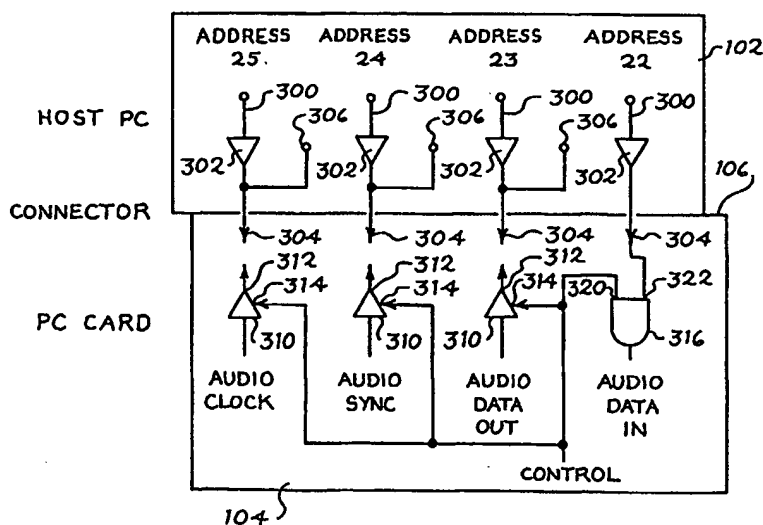 ADDRESS 25. ADDRESS 24 ADDRESS 23 ADDRESS 22
102
300 300 300 300
HOST PC
306 306 306
302 302 302 302
106
CONNECTOR
304 304 304 304
312 312 312 322
314 314 314 320
PC CARD
316
310 310 310
AUDIO CLOCK AUDIO SYNC AUDIO DATA OUT AUDIO DATA IN
CONTROL
104